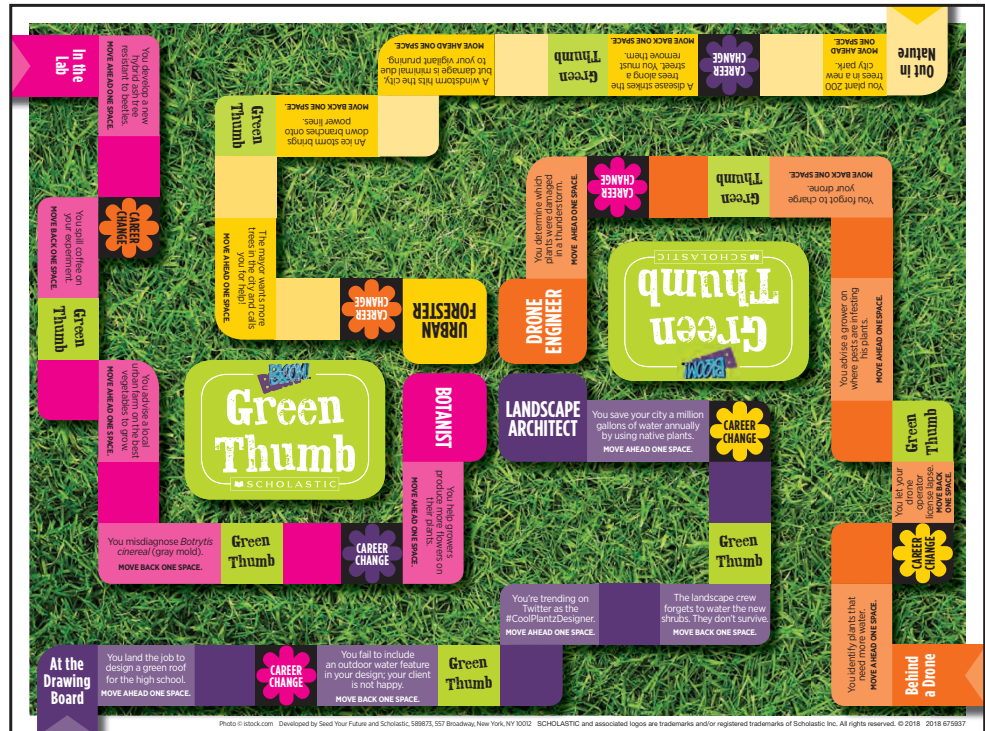 In the
Lab
You develop a new
hybrid ash tree
resistant to beetles.
MOVE AHEAD ONE SPACE.
CAREER
CHANGE
You spill coffee on
your experiment.
MOVE BACK ONE SPACE.
Green
Thumb
You advise a local
urban farm on the best
vegetables to grow.
MOVE AHEAD ONE SPACE.
You misdiagnose Botrytis
cinereal (gray mold).
MOVE BACK ONE SPACE.
Green
Thumb
CAREER
CHANGE
You help growers
produce more flowers on
their plants.
MOVE AHEAD ONE SPACE.
BOTANIST
Out in
Nature
You plant 200
trees in a new
city park.
MOVE AHEAD
ONE SPACE
CAREER
CHANGE
A disease strikes the
trees along a
street. You must
remove them.
MOVE BACK ONE SPACE.
Green
Thumb
A windstorm hits the city,
but damage is minimal due
to your vigilant pruning.
MOVE AHEAD ONE SPACE.
An ice storm brings
down branches onto
power lines.
MOVE BACK ONE SPACE.
Green
Thumb
The mayor wants more
trees in the city and calls
you for help!
MOVE AHEAD ONE SPACE.
CAREER
CHANGE
URBAN
FORESTER
DRONE
ENGINEER
You determine which
plants were damaged
in a thunderstorm.
MOVE AHEAD ONE SPACE.
CAREER
CHANGE
Green
Thumb
You forgot to charge
your drone.
MOVE BACK ONE SPACE.
You advise a grower on
where pests are infesting
his plants.
MOVE AHEAD ONE SPACE.
Green
Thumb
You let your
drone
operator
license lapse.
MOVE BACK
ONE SPACE.
CAREER
CHANGE
You identify plants that
need more water.
MOVE AHEAD ONE SPACE.
Behind
a Drone
BLOOM!
Green
Thumb
SCHOLASTIC
BLOOM!
Green
Thumb
SCHOLASTIC
LANDSCAPE
ARCHITECT
You save your city a million
gallons of water annually
by using native plants.
MOVE AHEAD ONE SPACE.
CAREER
CHANGE
Green
Thumb
The landscape crew
forgets to water the new
shrubs. They don't survive.
MOVE BACK ONE SPACE.
You're trending on
Twitter as the
#CoolPlantzDesigner.
MOVE AHEAD ONE SPACE.
Green
Thumb
You fail to include
an outdoor water feature
in your design; your client
is not happy.
MOVE BACK ONE SPACE.
CAREER
CHANGE
You land the job to
design a green roof
for the high school.
MOVE AHEAD ONE SPACE.
At the
Drawing
Board
Photo © istock.com Developed by Seed Your Future and Scholastic, 589873, 557 Broadway, New York, NY 10012 SCHOLASTIC and associated logos are trademarks and/or registered trademarks of Scholastic Inc. All rights reserved. © 2018 2018 675937